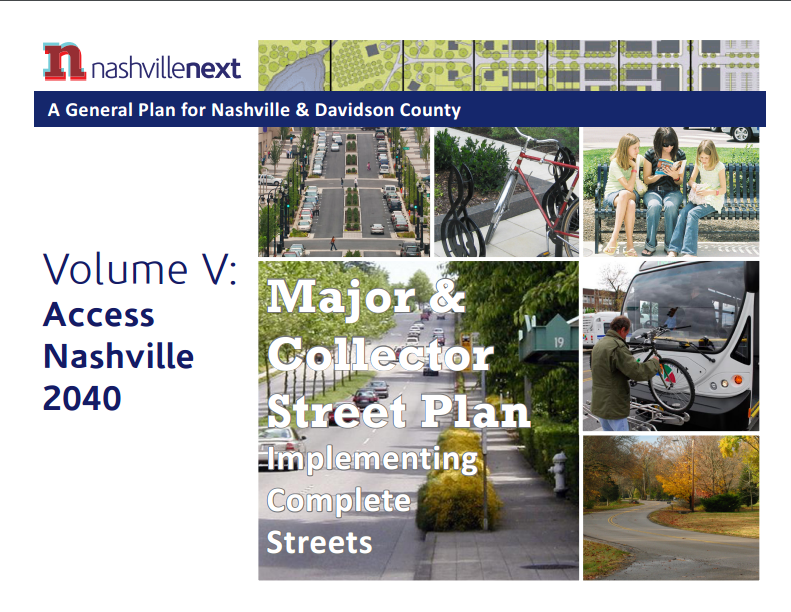 n nashvillenext
A General Plan for Nashville & Davidson County
Volume V:
Access
Nashville
2040
Major &
Collector
Street Plan
Implementing
Complete
Streets
19